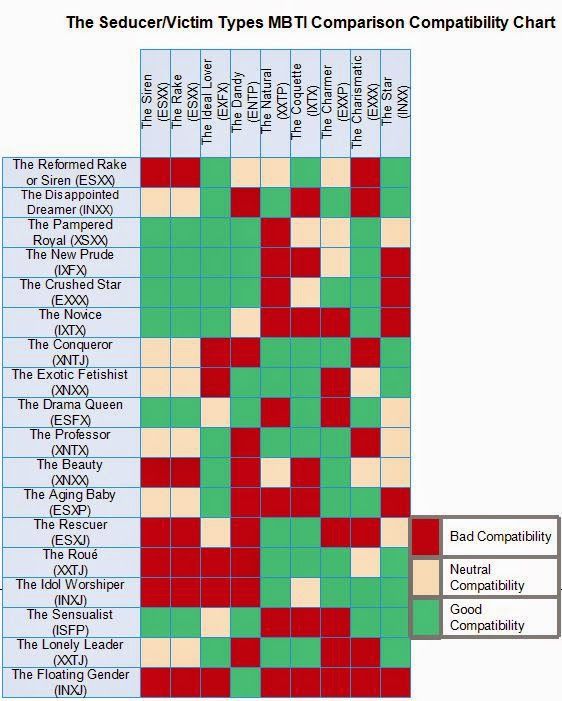 The Seducer/Victim Types MBTI Comparison Compatibility Chart
The Siren
(ESXX)
The Rake
(ESXX)
The Ideal Lover
(EXFX)
The Dandy
(ENTP)
The Natural
(XXTP)
The Coquette
(IXTX)
The Charmer
(EXXP)
The Charismatic
(EXXX)
The Star
(INXX)
The Reformed Rake
or Siren (ESXX)
The Disappointed
Dreamer (INXX)
The Pampered
Royal (XSXX)
The New Prude
(IXFX)
The Crushed Star
(EXXX)
The Novice
(IXTX)
The Conqueror
(XNTJ)
The Exotic Fetishist
(XNXX)
The Drama Queen
(ESFX)
The Professor
(XNTX)
The Beauty
(XNXX)
The Aging Baby
(ESXP)
The Rescuer
(ESXJ)
The Roué
(XXTJ)
The Idol Worshiper
(INXJ)
The Sensualist
(ISFP)
The Lonely Leader
(XXTJ)
The Floating Gender
(INXJ)
Bad Compatibility
Neutral
Compatibility
Good
Compatibility